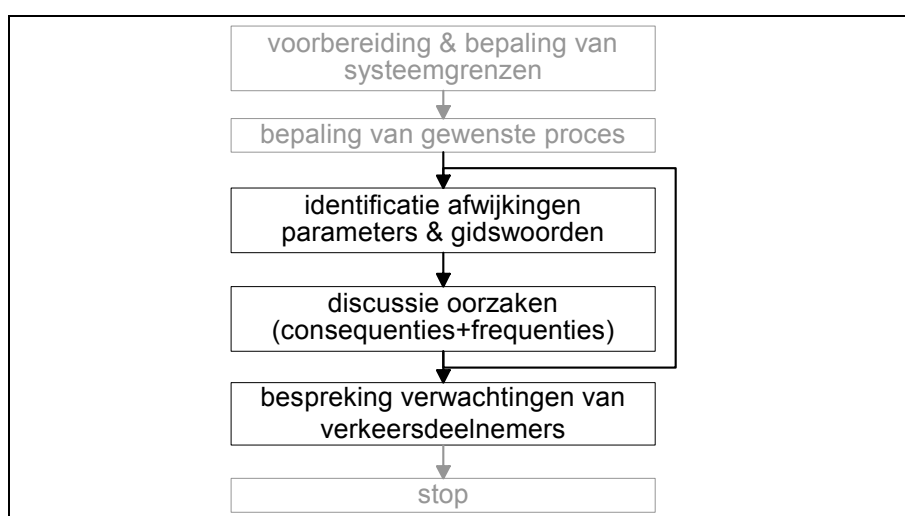 voorbereiding & bepaling van
systeemgrenzen
bepaling van gewenste proces
identificatie afwijkingen
parameters & gidswoorden
discussie oorzaken
(consequenties+frequenties)
bespreking verwachtingen van
verkeersdeelnemers
stop